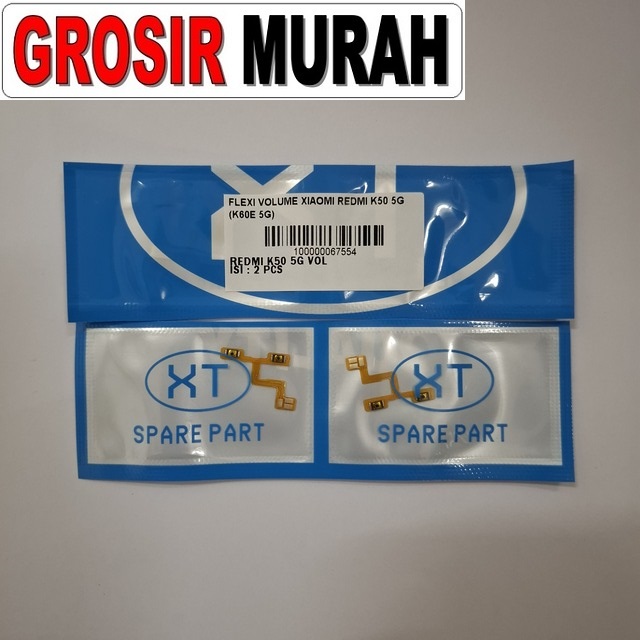 GROSIR MURAH
FLEXI VOLUME XIAOMI REDMI K50 5G
(K60E 5G)
100000067554
REDMI K50 5G VOL
ISI : 2 PCS
XT
SPARE PART
XT
SPARE PART